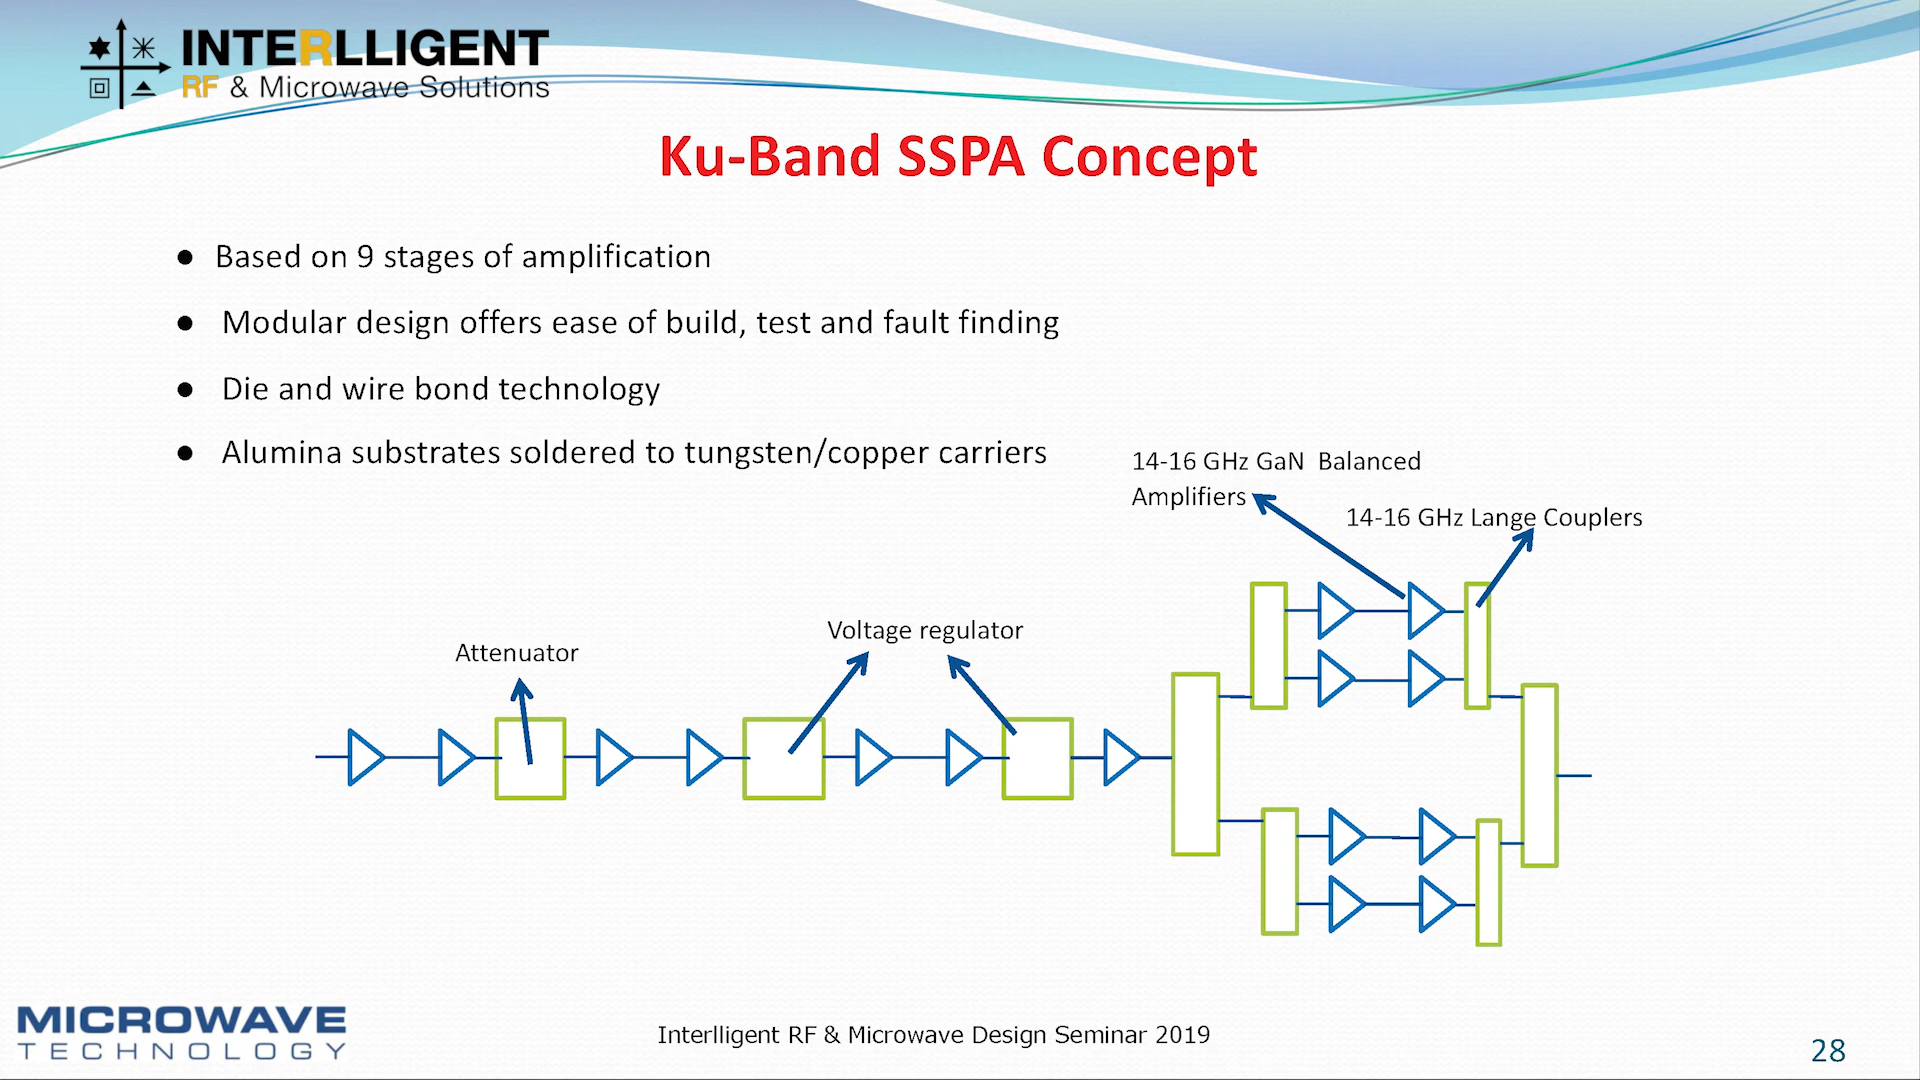 INTERLLIGENT
RF & Microwave Solutions
Ku-Band SSPA Concept
● Based on 9 stages of amplification
● Modular design offers ease of build, test and fault finding
● Die and wire bond technology
● Alumina substrates soldered to tungsten/copper carriers
14-16 GHz GaN Balanced
Amplifiers
14-16 GHz Lange Couplers
Voltage regulator
Attenuator
MICROWAVE
TECHNOLOGY
Interlligent RF & Microwave Design Seminar 2019
28